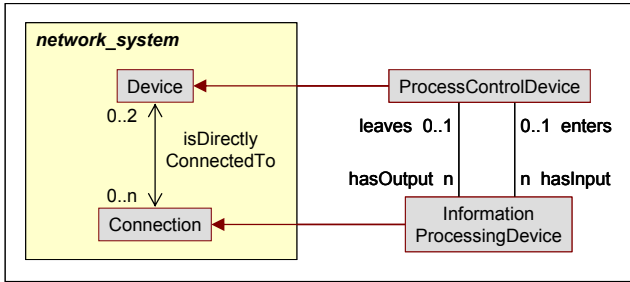 network_system
Device
ProcessControlDevice
0..2
leaves 0..1
0..1 enters
isDirectly
ConnectedTo
hasOutput n
n hasInput
0..n
Connection
Information
ProcessingDevice